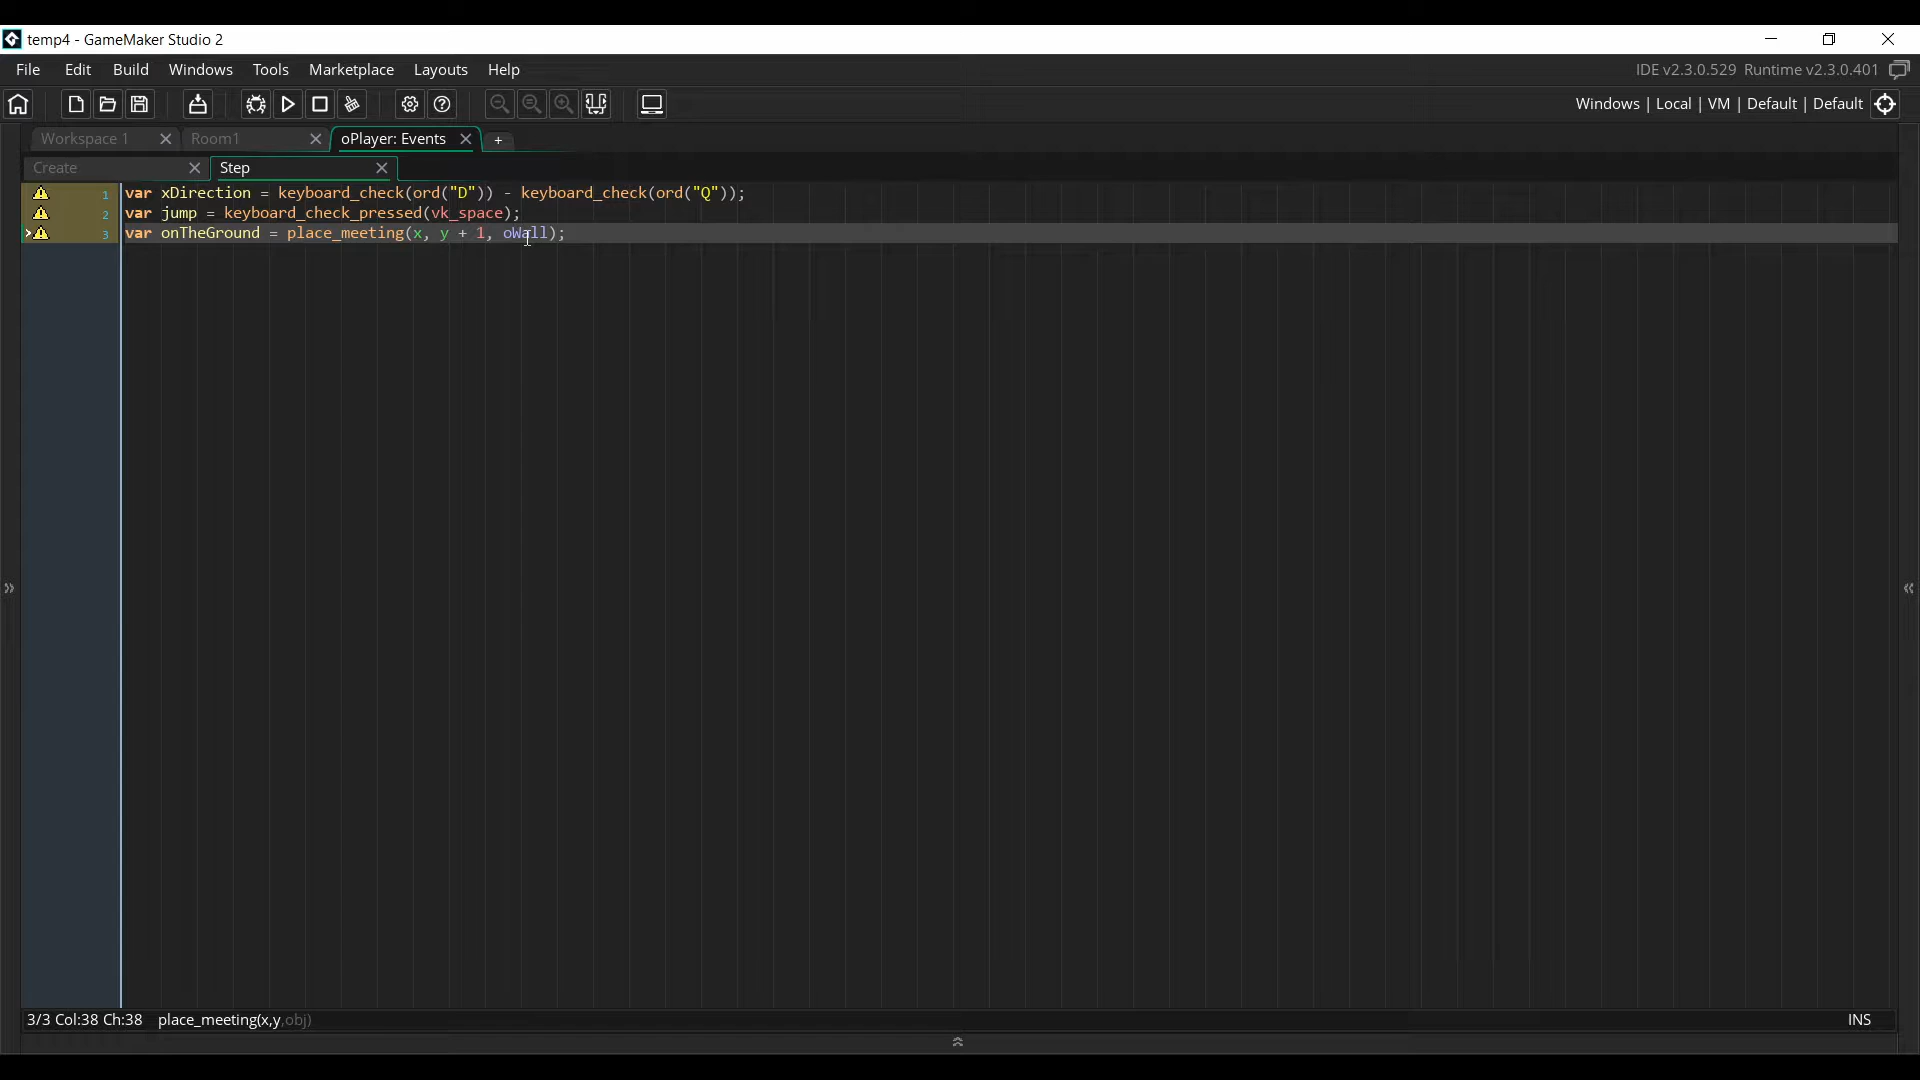 temp4 - GameMaker Studio 2
File Edit Build Windows Tools Marketplace Layouts Help IDE v2.3.0.529 Runtime v2.3.0.401
Windows | Local | VM | Default | Default
Workspace 1 Room1 oPlayer: Events +
Create Step
1 var xDirection = keyboard_check(ord("D")) - keyboard_check(ord("Q"));
2 var jump = keyboard_check_pressed(vk_space);
3 var onTheGround = place_meeting(x, y + 1, oWall);
3/3 Col:38 Ch:38 place_meeting(x,y,obj) INS